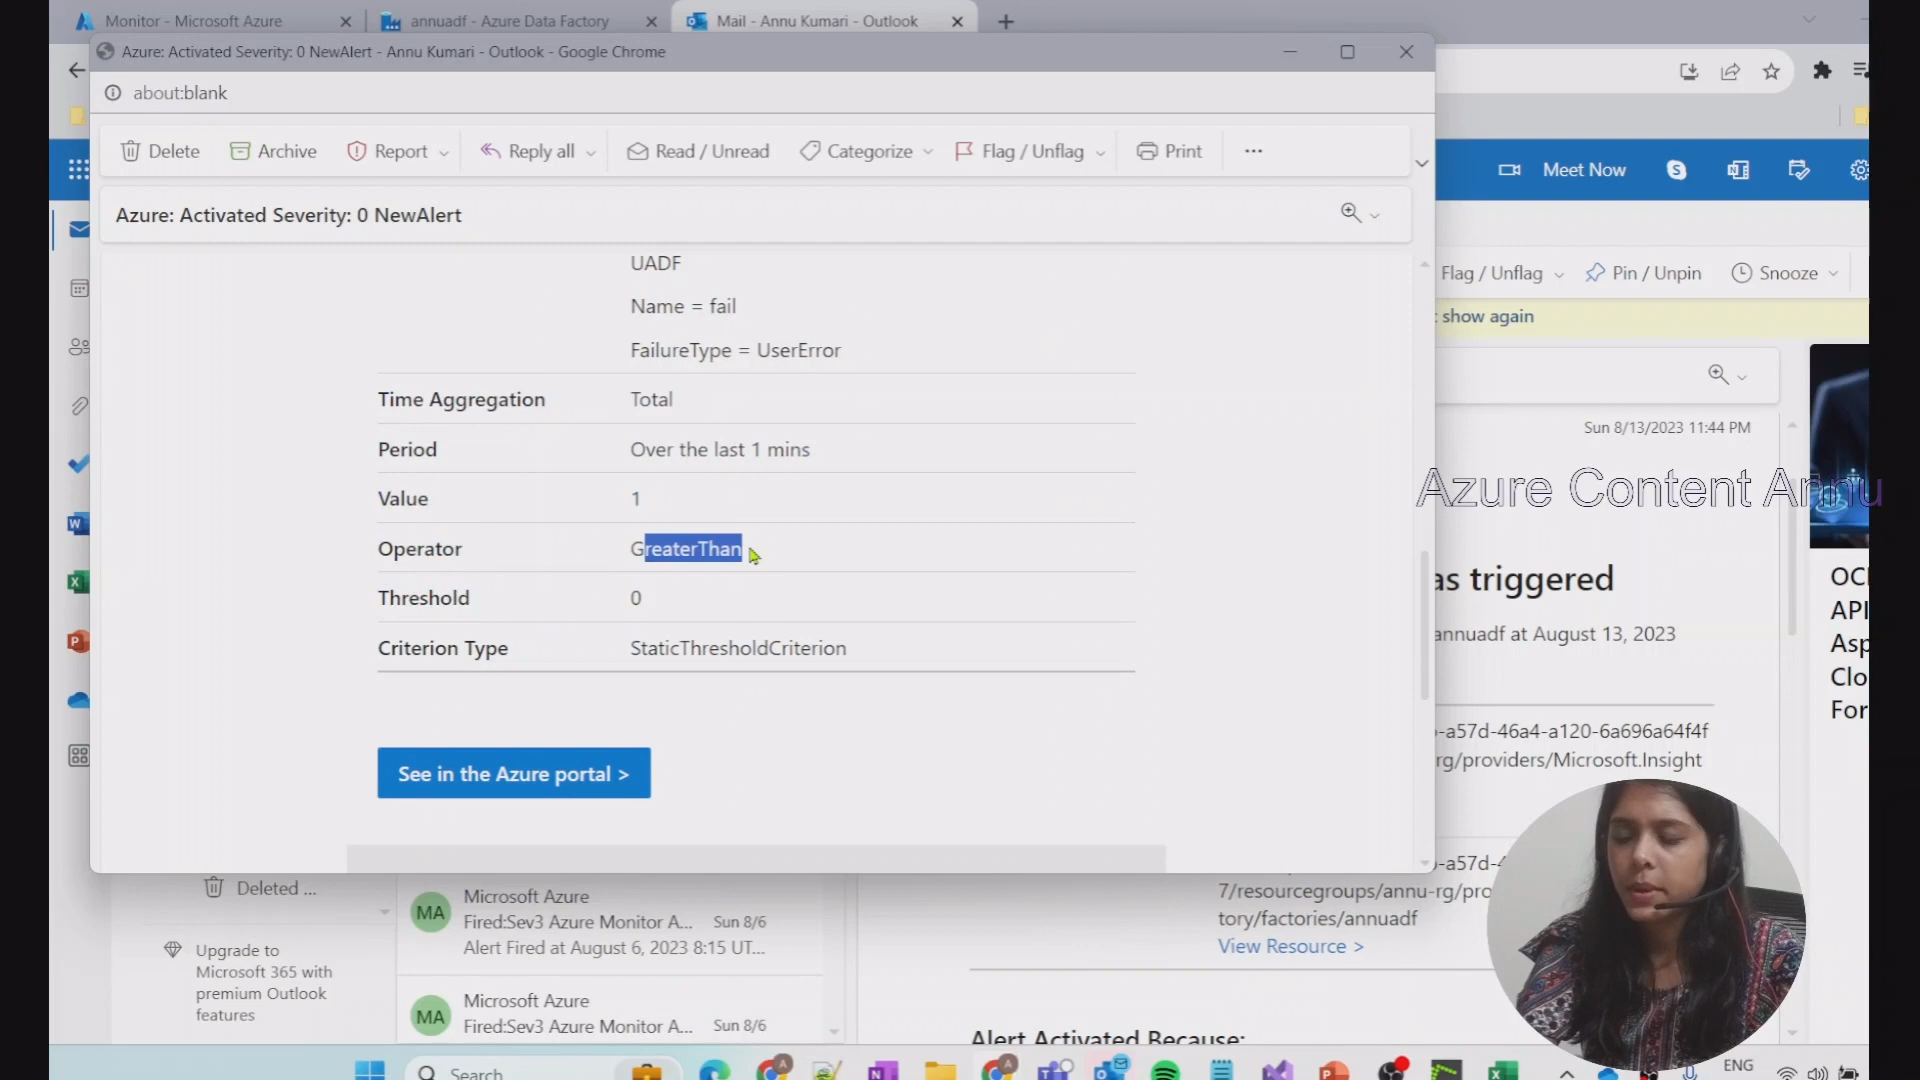 Monitor - Microsoft Azure
annuadf - Azure Data Factory
Mail - Annu Kumari - Outlook
Azure: Activated Severity: 0 NewAlert - Annu Kumari - Outlook - Google Chrome
about:blank
Delete
Archive
Report
Reply all
Read / Unread
Categorize
Flag / Unflag
Print
Meet Now
Azure: Activated Severity: 0 NewAlert
Flag / Unflag
Pin / Unpin
Snooze
show again
UADF
Name = fail
FailureType = UserError
Time Aggregation Total
Period Over the last 1 mins
Value 1
Operator GreaterThan
Threshold 0
Criterion Type StaticThresholdCriterion
See in the Azure portal >
Sun 8/13/2023 11:44 PM
Azure Content Annu
as triggered
annuadf at August 13, 2023
-a57d-46a4-a120-6a696a64f4f
rg/providers/Microsoft.Insight
-a57d-4
7/resourcegroups/annu-rg/pro
tory/factories/annuadf
View Resource >
Alert Activated Because:
API
Asp
Clo
For
Deleted ...
Upgrade to
Microsoft 365 with
premium Outlook
features
MA
Microsoft Azure
Fired:Sev3 Azure Monitor A... Sun 8/6
Alert Fired at August 6, 2023 8:15 UT...
MA
Microsoft Azure
Fired:Sev3 Azure Monitor A... Sun 8/6
Search
ENG